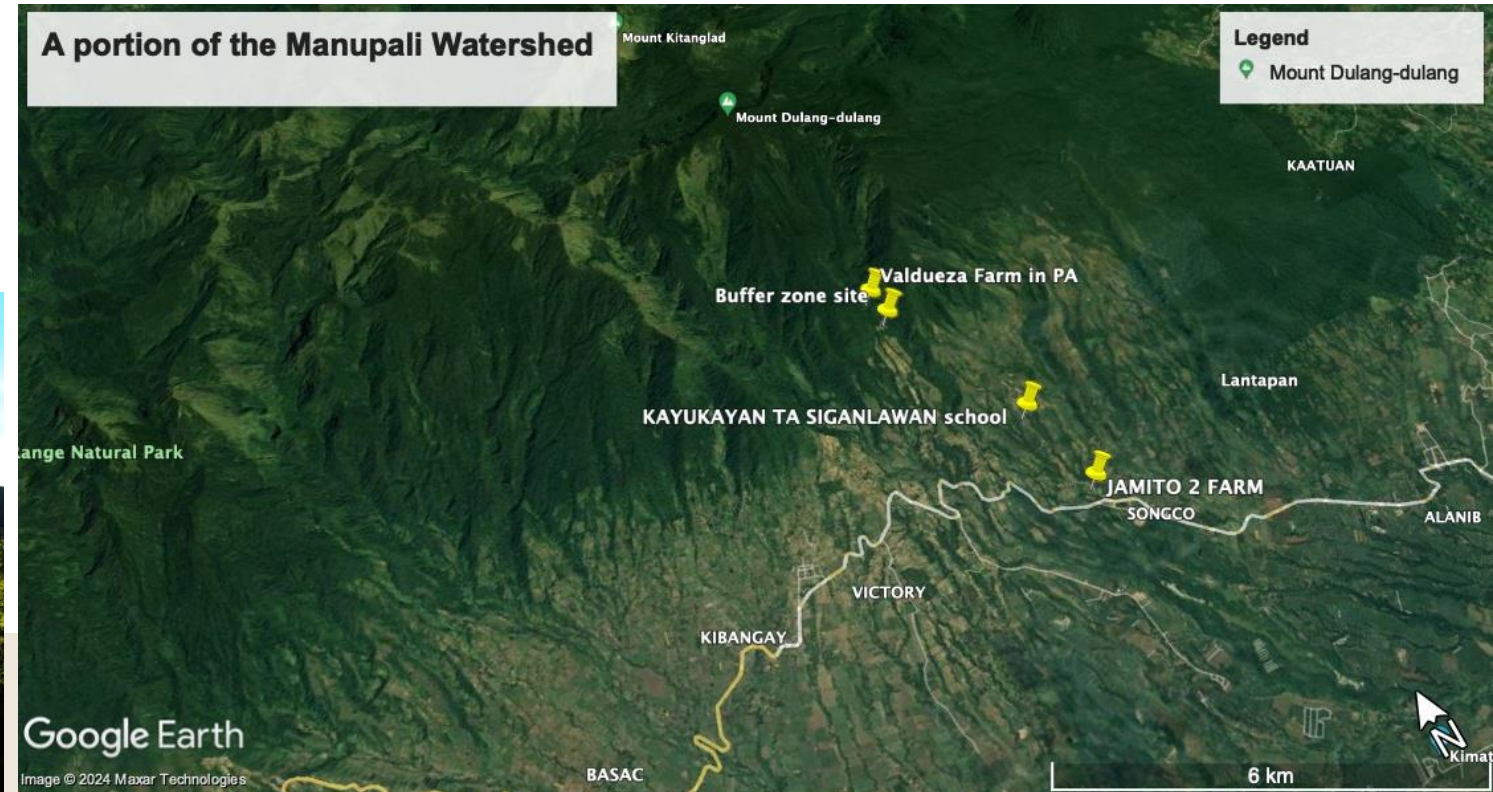 A portion of the Manupali Watershed
Mount Kitanglad
Legend
Mount Dulang-dulang
Mount Dulang-dulang
KAATUAN
Valdueza Farm in PA
Buffer zone site
Lantapan
KAYUKAYAN TA SIGANLAWAN school
ange Natural Park
JAMITO 2 FARM
SONGCO
ALANIB
VICTORY
KIBANGAY
Google Earth
N
Kimat
Image © 2024 Maxar Technologies
BASAC
6 km